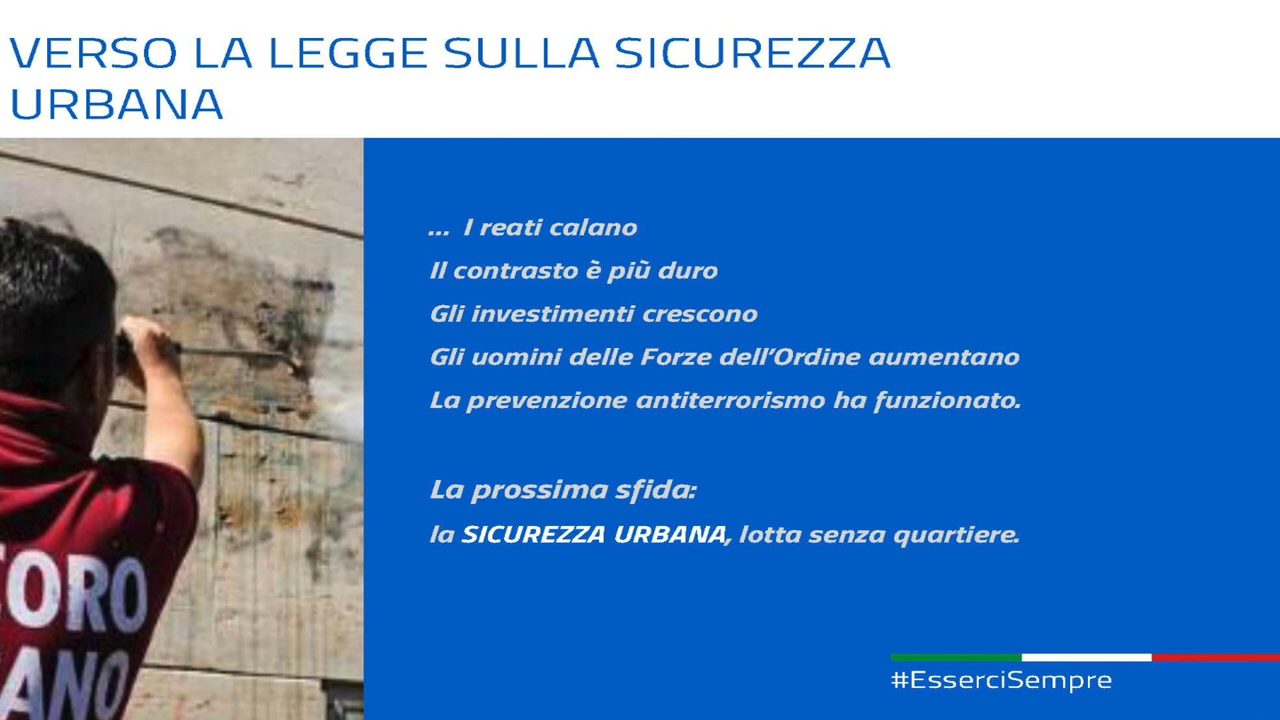 VERSO LA LEGGE SULLA SICUREZZA
URBANA
... I reati calano
Il contrasto è più duro
Gli investimenti crescono
Gli uomini delle Forze dell’Ordine aumentano
La prevenzione antiterrorismo ha funzionato.
La prossima sfida:
la SICUREZZA URBANA, lotta senza quartiere.
#EsserciSempre
ORO
ANO